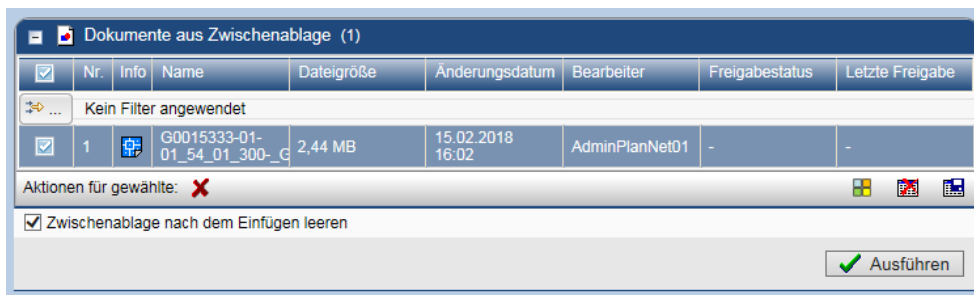 Dokumente aus Zwischenablage (1)
Nr. Info Name Dateigröße Änderungsdatum Bearbeiter Freigabestatus Letzte Freigabe
... Kein Filter angewendet
1 G0015333-01-01_54_01_300-_G 2,44 MB 15.02.2018 16:02 AdminPlanNet01 - -
Aktionen für gewählte:
Zwischenablage nach dem Einfügen leeren
Ausführen